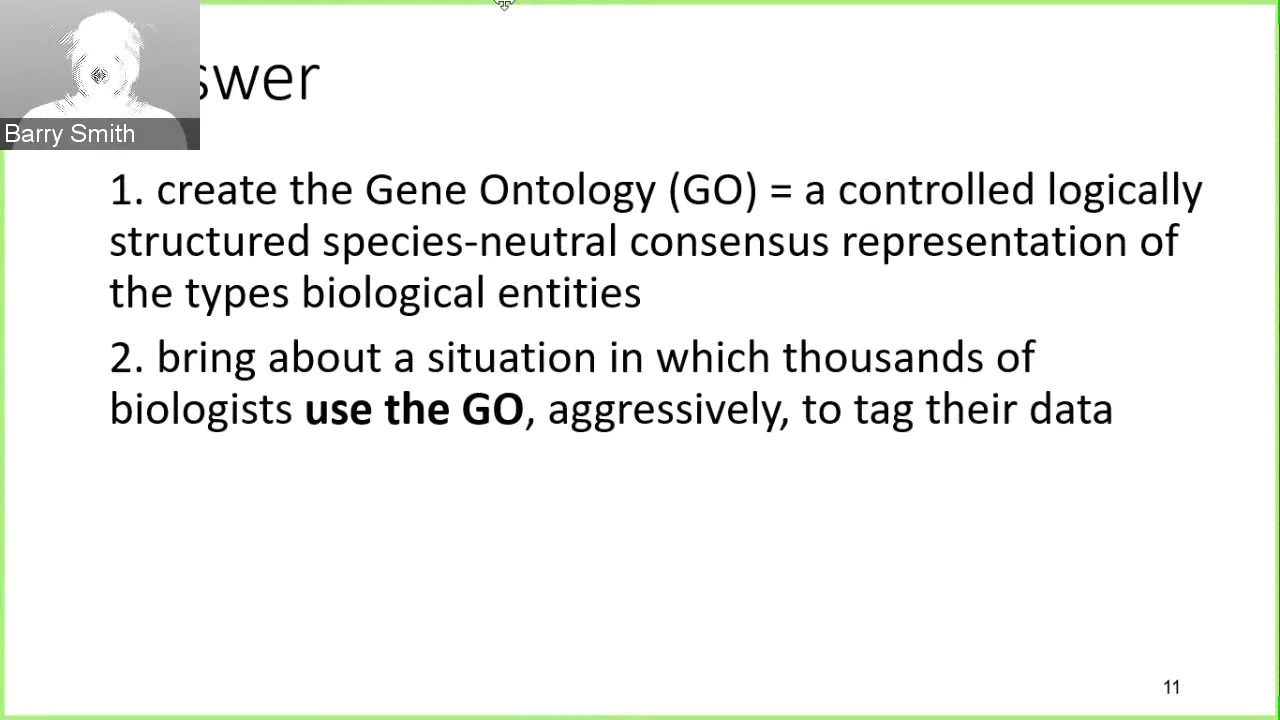 swer
Barry Smith
1. create the Gene Ontology (GO) = a controlled logically
structured species-neutral consensus representation of
the types biological entities
2. bring about a situation in which thousands of
biologists use the GO, aggressively, to tag their data
11